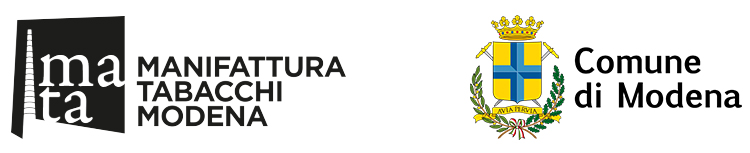 ma
ta
MANIFATTURA
TABACCHI
MODENA
AVIA PERVIA
Comune
di Modena